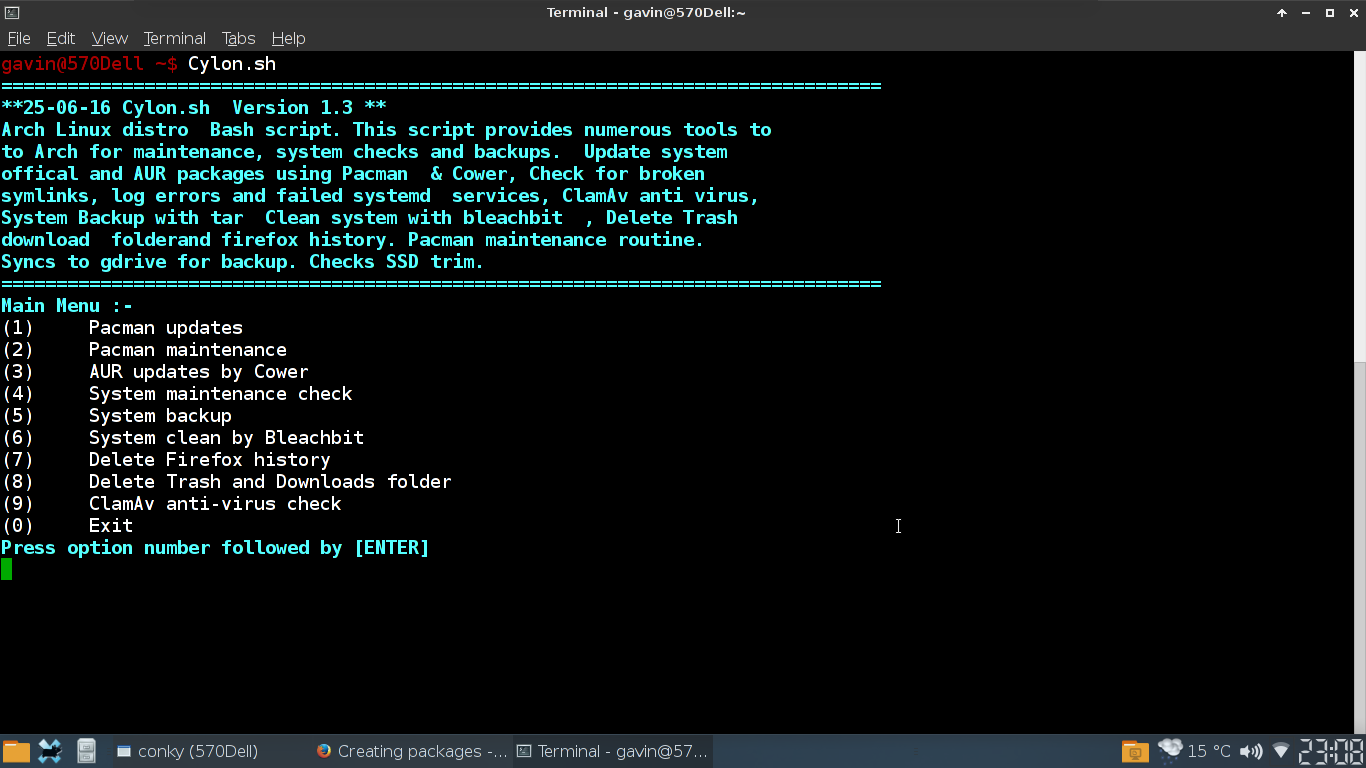 Terminal - gavin@570Dell:~
File Edit View Terminal Tabs Help
gavin@570Dell ~$ Cylon.sh
================================================================================
**25-06-16 Cylon.sh  Version 1.3 **
Arch Linux distro  Bash script. This script provides numerous tools to
to Arch for maintenance, system checks and backups.  Update system
offical and AUR packages using Pacman  & Cower, Check for broken
symlinks, log errors and failed systemd  services, ClamAv anti virus,
System Backup with tar  Clean system with bleachbit  , Delete Trash
download  folderand firefox history. Pacman maintenance routine.
Syncs to gdrive for backup. Checks SSD trim.
================================================================================
Main Menu :-
(1)     Pacman updates
(2)     Pacman maintenance
(3)     AUR updates by Cower
(4)     System maintenance check
(5)     System backup
(6)     System clean by Bleachbit
(7)     Delete Firefox history
(8)     Delete Trash and Downloads folder
(9)     ClamAv anti-virus check
(0)     Exit
Press option number followed by [ENTER]
conky (570Dell) Creating packages -... Terminal - gavin@57... 15 °C 23:08